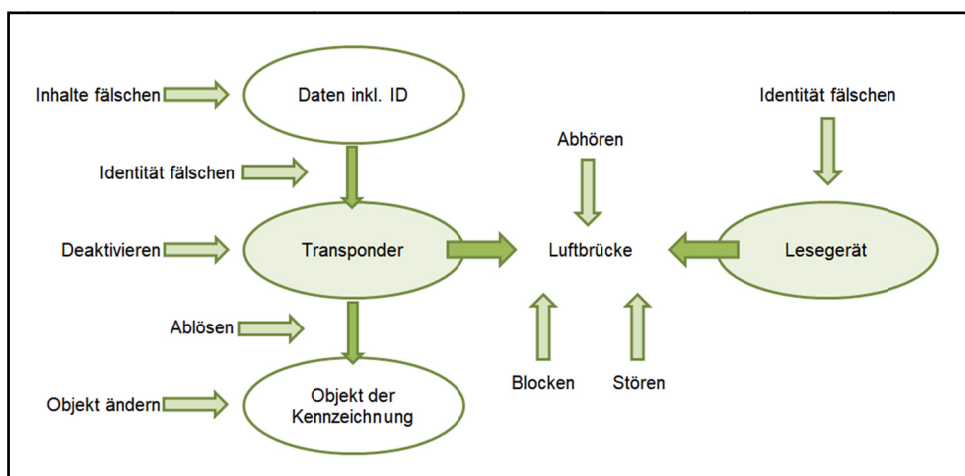 Inhalte fälschen
Daten inkl. ID
Identität fälschen
Abhören
Identität fälschen
Deaktivieren
Transponder
Luftbrücke
Lesegerät
Ablösen
Blocken
Stören
Objekt ändern
Objekt der
Kennzeichnung